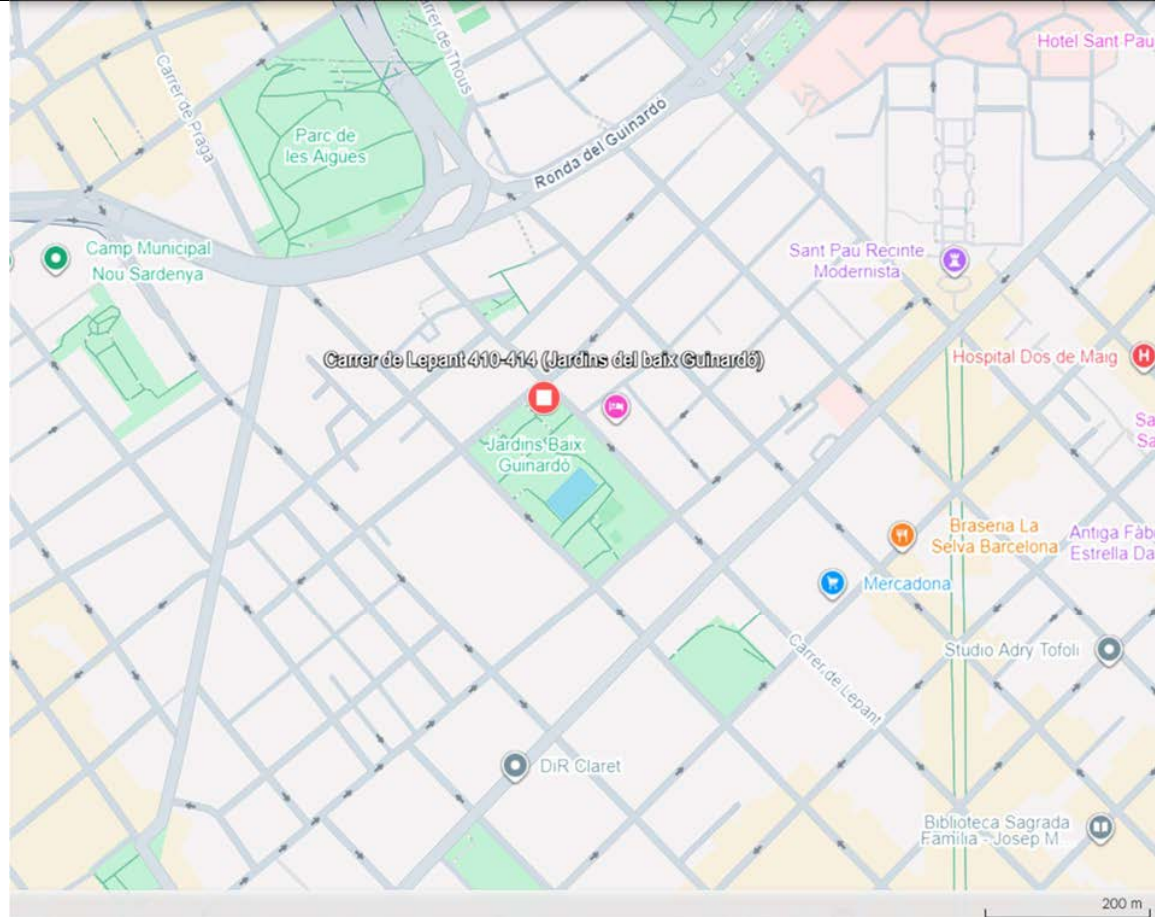 Hotel Sant Pau
Carrer de Thous
Carrer de Praga
Parc de
les Aigües
Ronda del Guinardó
Camp Municipal
Nou Sardenya
Sant Pau Recinte
Modernista
Carrer de Lepant 410-414 (Jardins del baix Guinardó)
Hospital Dos de Maig
H
Sa
Sa
Jardins Baix
Guinardó
Braseria La
Selva Barcelona
Antiga Fàb
Estrella Da
Mercadona
Carrer de Lepant
Studio Adry Tofoli
DiR Claret
Biblioteca Sagrada
Família - Josep M.
200 m